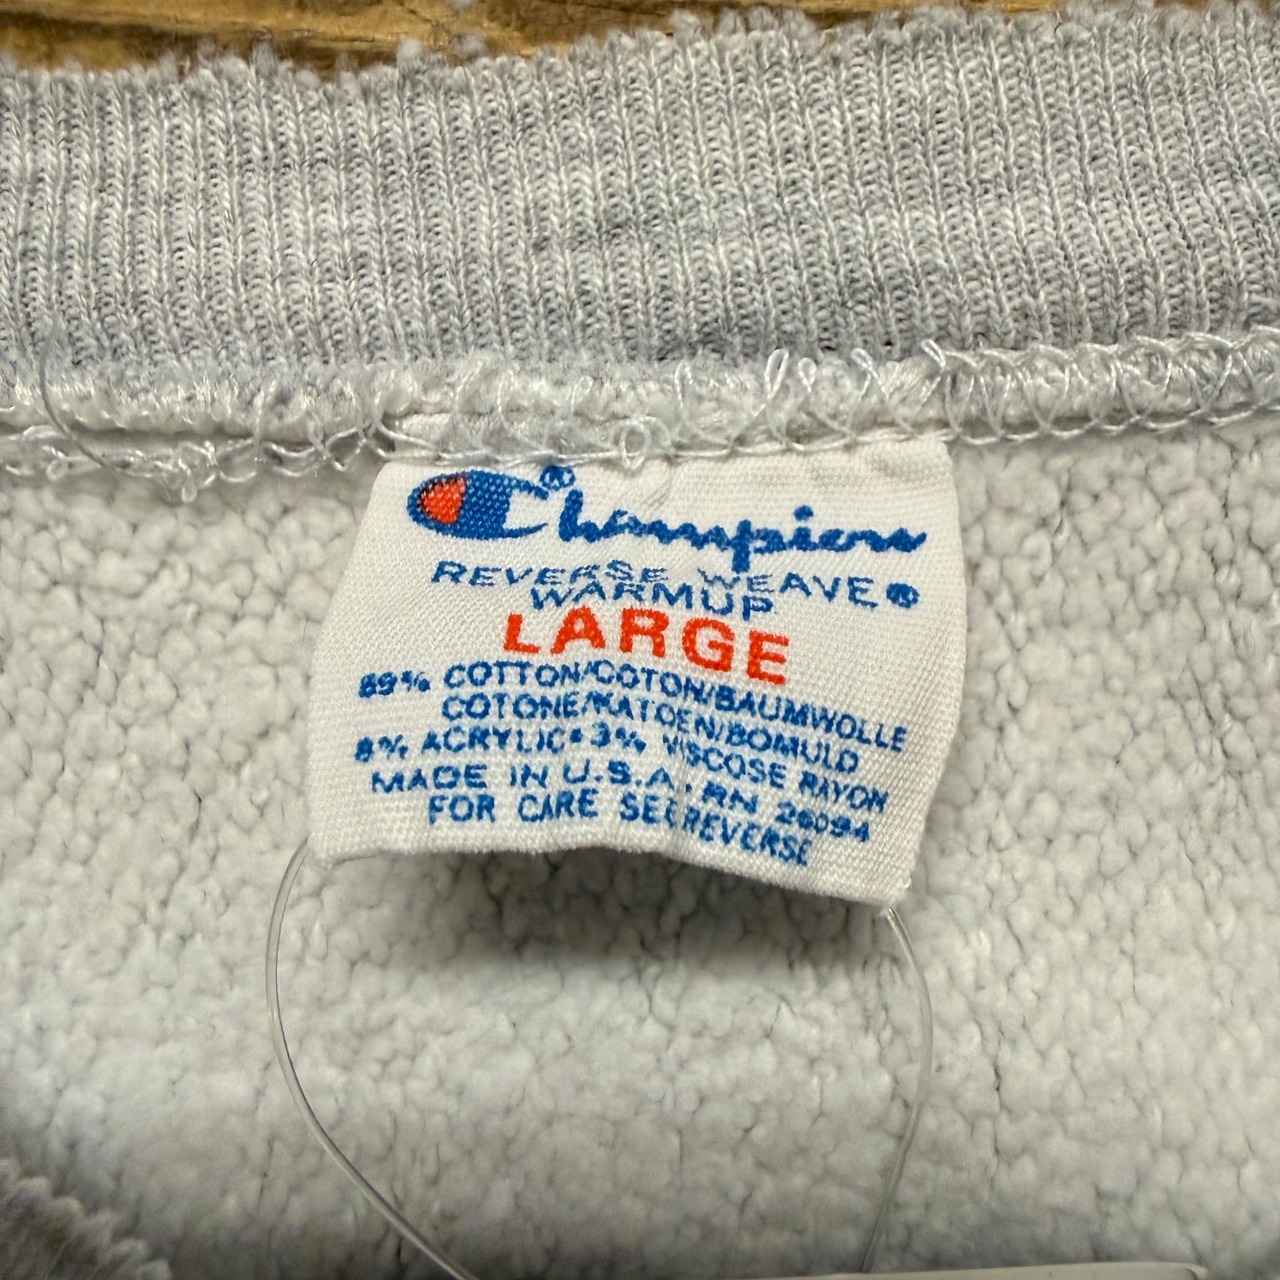 Champion®
REVERSE WEAVE®
WARMUP
LARGE
89% COTTON/COTON/BAUMWOLLE
COTONE/KATOEN/BOMULD
8% ACRYLIC•3% VISCOSE RAYON
MADE IN U.S.A. RN 26094
FOR CARE SEE REVERSE